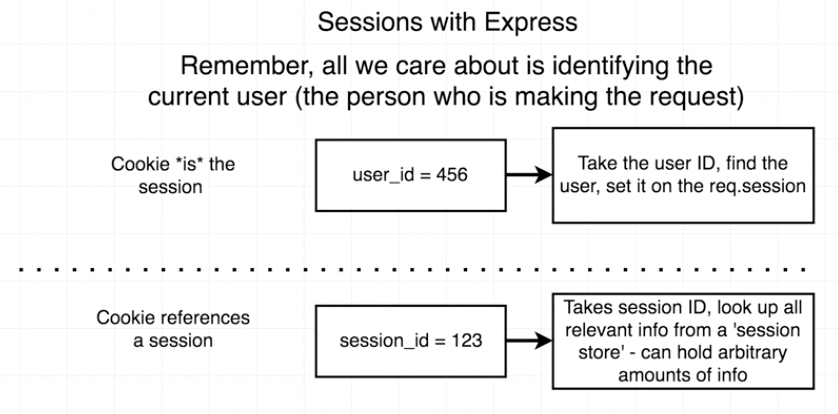 Sessions with Express
Remember, all we care about is identifying the
current user (the person who is making the request)
Cookie *is* the
session
user_id = 456
Take the user ID, find the
user, set it on the req.session
Cookie references
a session
session_id = 123
Takes session ID, look up all
relevant info from a 'session
store' - can hold arbitrary
amounts of info